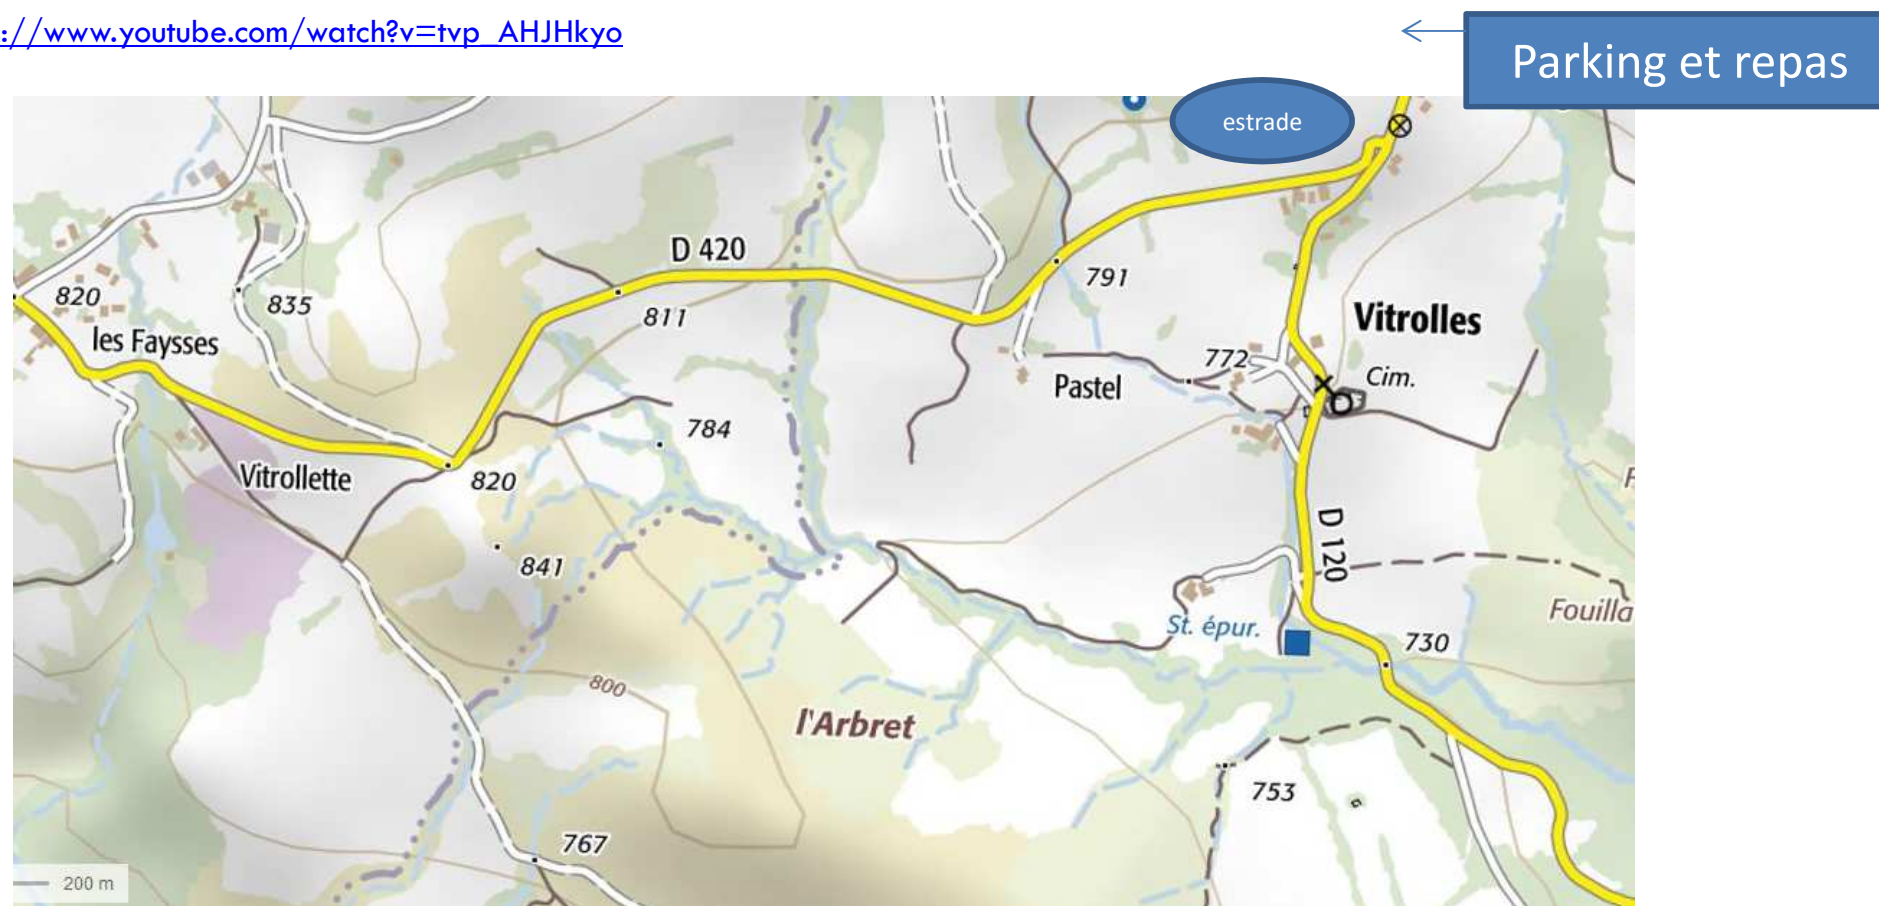 ://www.youtube.com/watch?v=tvp_AHJHkyo
Parking et repas
estrade
D 420
820
835
811
791
les Faysses
Vitrolles
772
Cim.
Pastel
784
Vitrollette
820
D 120
841
St. épur.
Fouilla
730
800
l'Arbret
753
767
200 m